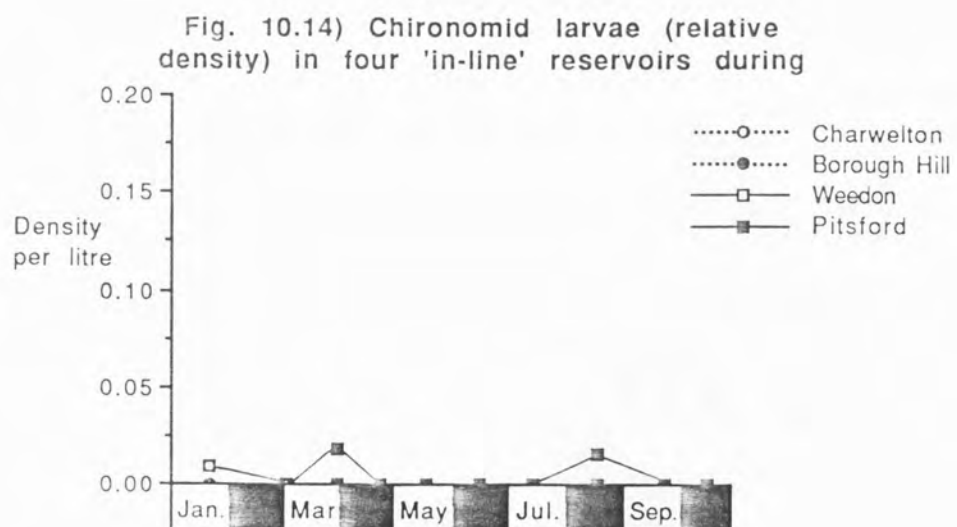 Fig. 10.14) Chironomid larvae (relative
density) in four 'in-line' reservoirs during
0.20
0.15
Density
per litre
0.10
0.05
0.00
Charwelton
Borough Hill
Weedon
Pitsford
Jan. Mar May Jul. Sep.